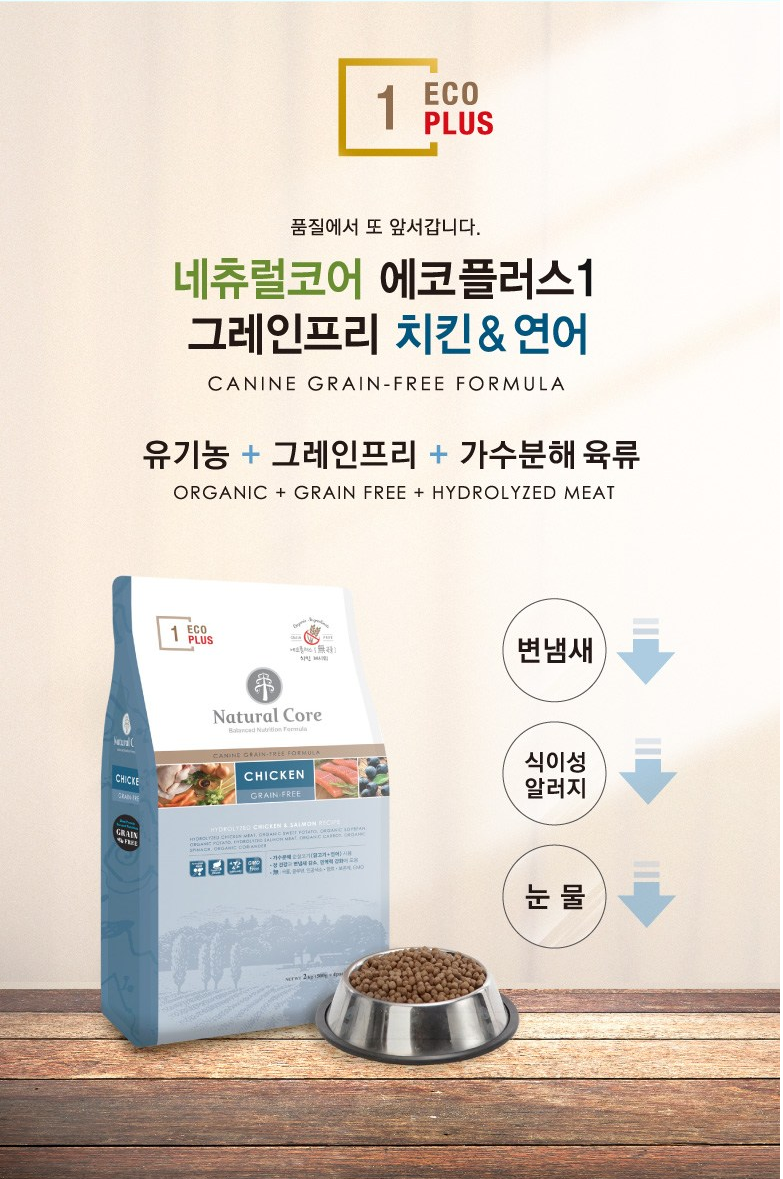 1 ECO
PLUS
품질에서 또 앞서갑니다.
네츄럴코어 에코플러스1
그레인프리 치킨&연어
CANINE GRAIN-FREE FORMULA
유기농 + 그레인프리 + 가수분해 육류
ORGANIC + GRAIN FREE + HYDROLYZED MEAT
1 ECO
PLUS
Natural Core
Balanced Nutrition Formula
CANINE GRAIN-FREE FORMULA
CHICKEN
GRAIN-FREE
HYDROLYZED CHICKEN & SALMON RECIPE
GRAIN
FREE
변냄새
식이성
알러지
눈 물